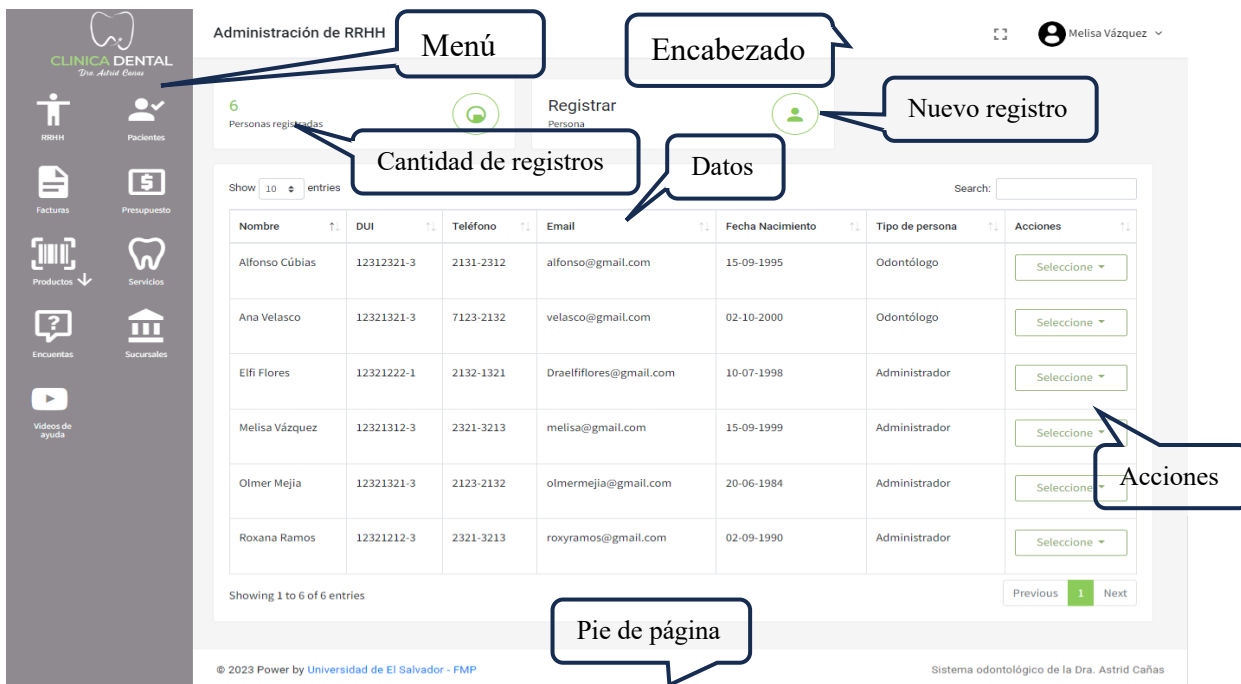 Administración de RRHH
Menú
Encabezado
Melisa Vázquez
CLINICA DENTAL
Dra. Astrid Cañas
RRHH
Pacientes
Facturas
Presupuesto
Productos
Servicios
Encuentas
Sucursales
Videos de
ayuda
6
Personas registradas
Registrar
Persona
Nuevo registro
Cantidad de registros
Datos
Show 10 entries
Search:
Nombre DUI Teléfono Email Fecha Nacimiento Tipo de persona Acciones
Alfonso Cúbias 12312321-3 2131-2312 alfonso@gmail.com 15-09-1995 Odontólogo Seleccione
Ana Velasco 12321321-3 7123-2132 velasco@gmail.com 02-10-2000 Odontólogo Seleccione
Elfi Flores 12321222-1 2132-1321 Draelfiflores@gmail.com 10-07-1998 Administrador Seleccione
Melisa Vázquez 12321312-3 2321-3213 melisa@gmail.com 15-09-1999 Administrador Seleccione
Acciones
Olmer Mejia 12321321-3 2123-2132 olmermejia@gmail.com 20-06-1984 Administrador Seleccione
Roxana Ramos 12321212-3 2321-3213 roxyramos@gmail.com 02-09-1990 Administrador Seleccione
Showing 1 to 6 of 6 entries
Previous 1 Next
Pie de página
© 2023 Power by Universidad de El Salvador - FMP
Sistema odontológico de la Dra. Astrid Cañas